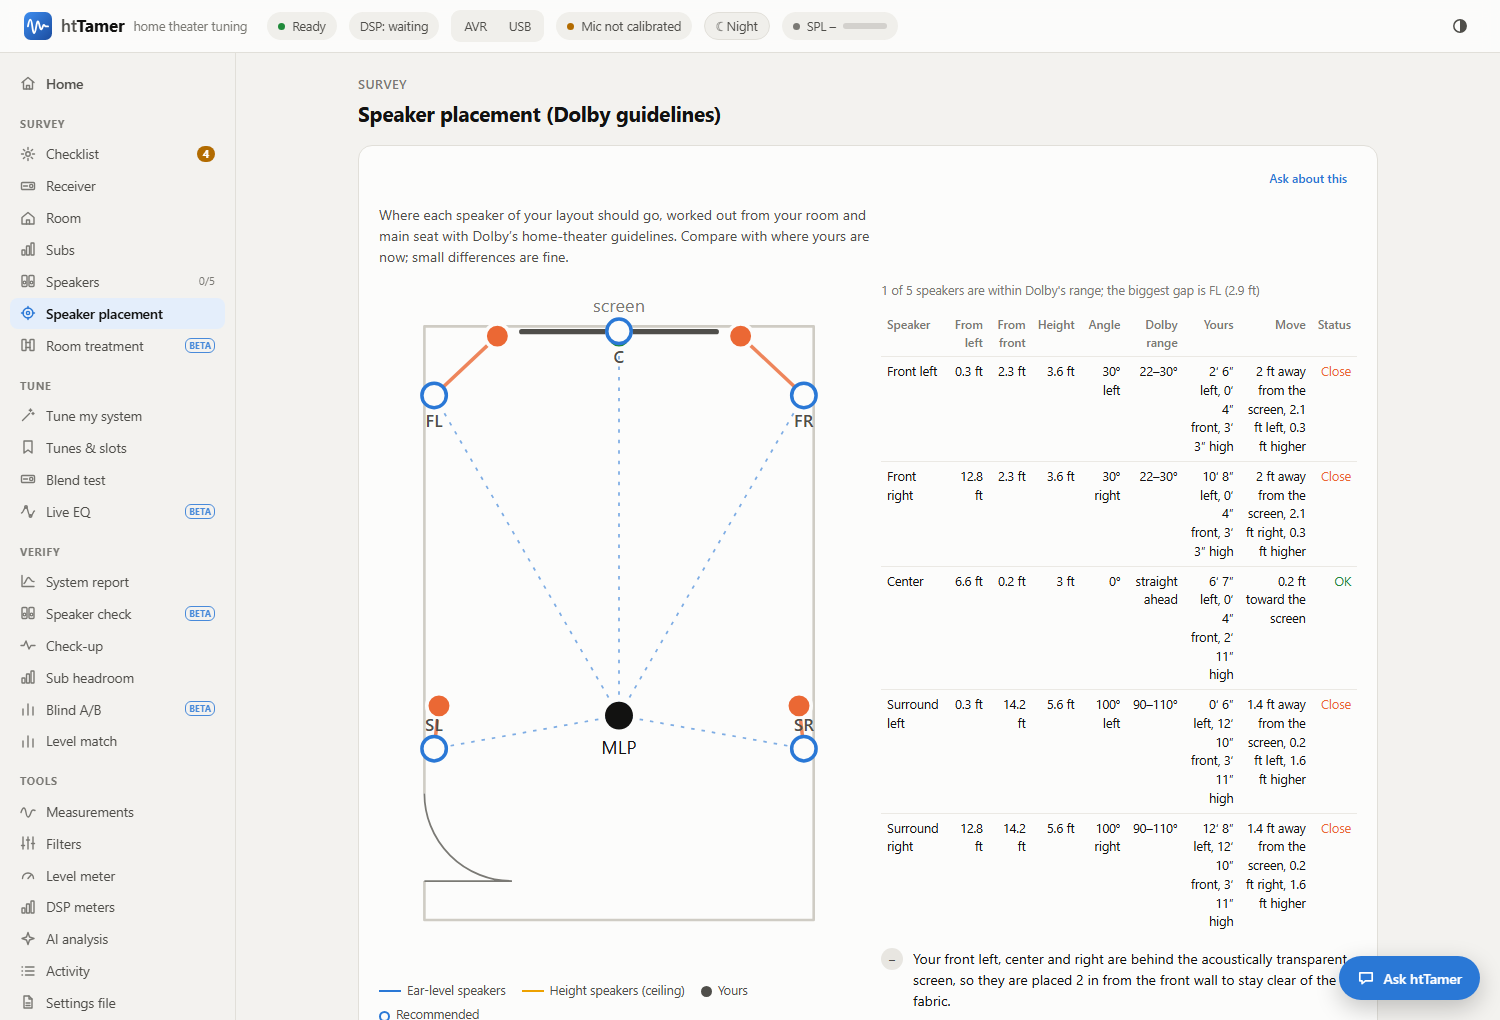 htTamer home theater tuning
Ready
DSP: waiting
AVR USB
Mic not calibrated
Night
SPL –
Home
SURVEY
Checklist 4
Receiver
Room
Subs
Speakers 0/5
Speaker placement
Room treatment BETA
TUNE
Tune my system
Tunes & slots
Blend test
Live EQ BETA
VERIFY
System report
Speaker check BETA
Check-up
Sub headroom
Blind A/B BETA
Level match
TOOLS
Measurements
Filters
Level meter
DSP meters
AI analysis
Activity
Settings file
SURVEY
Speaker placement (Dolby guidelines)
Ask about this
Where each speaker of your layout should go, worked out from your room and
main seat with Dolby's home-theater guidelines. Compare with where yours are
now; small differences are fine.
screen
C
FL
FR
SL
SR
MLP
Ear-level speakers
Height speakers (ceiling)
Yours
Recommended
1 of 5 speakers are within Dolby's range; the biggest gap is FL (2.9 ft)
Speaker From Height Angle Dolby Yours Move Status
left front range
Front left 0.3 ft 2.3 ft 3.6 ft 30° 22–30° 2′ 6″ 2 ft away Close
left left, 0′ from the
4″ screen, 2.1
front, 3′ ft left, 0.3
3″ high ft higher
Front 12.8 2.3 ft 3.6 ft 30° 22–30° 10′ 8″ 2 ft away Close
right ft right left, 0′ from the
4″ screen, 2.1
front, 3′ ft right, 0.3
3″ high ft higher
Center 6.6 ft 0.2 ft 3 ft 0° straight 6′ 7″ 0.2 ft OK
ahead left, 0′ toward the
4″ screen
front, 2′
11″
high
Surround 0.3 ft 14.2 5.6 ft 100° 90–110° 0′ 6″ 1.4 ft away Close
left ft left left, 12′ from the
10″ screen, 0.2
front, 3′ ft left, 1.6
11″ ft higher
high
Surround 12.8 14.2 5.6 ft 100° 90–110° 12′ 8″ 1.4 ft away Close
right ft ft right left, 12′ from the
10″ screen, 0.2
front, 3′ ft right, 1.6
11″ ft higher
high
– Your front left, center and right are behind the acoustically transparent
screen, so they are placed 2 in from the front wall to stay clear of the
fabric.
Ask htTamer